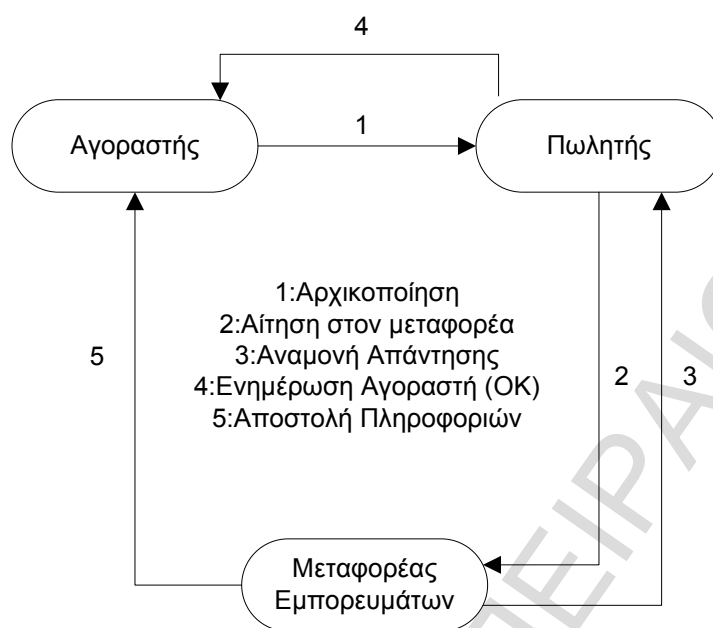 4
Αγοραστής
1
Πωλητής
1:Αρχικοποίηση
2:Αίτηση στον μεταφορέα
3:Αναμονή Απάντησης
4:Ενημέρωση Αγοραστή (ΟΚ)
5:Αποστολή Πληροφοριών
5
2
3
Μεταφορέας
Εμπορευμάτων